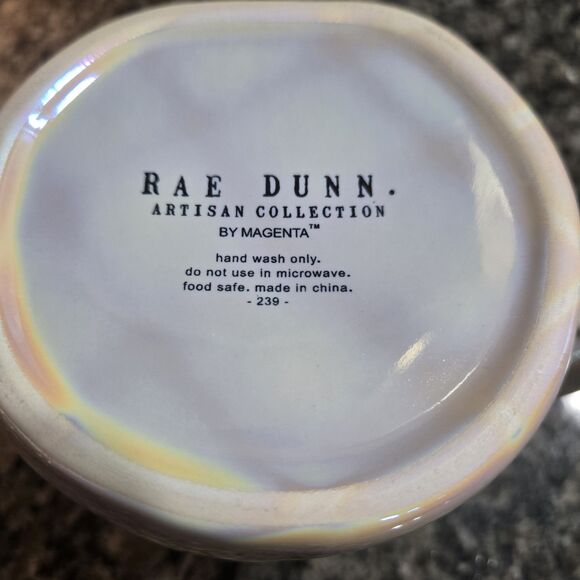 RAE DUNN.
ARTISAN COLLECTION
BY MAGENTA™
hand wash only.
do not use in microwave.
food safe. made in china.
- 239 -